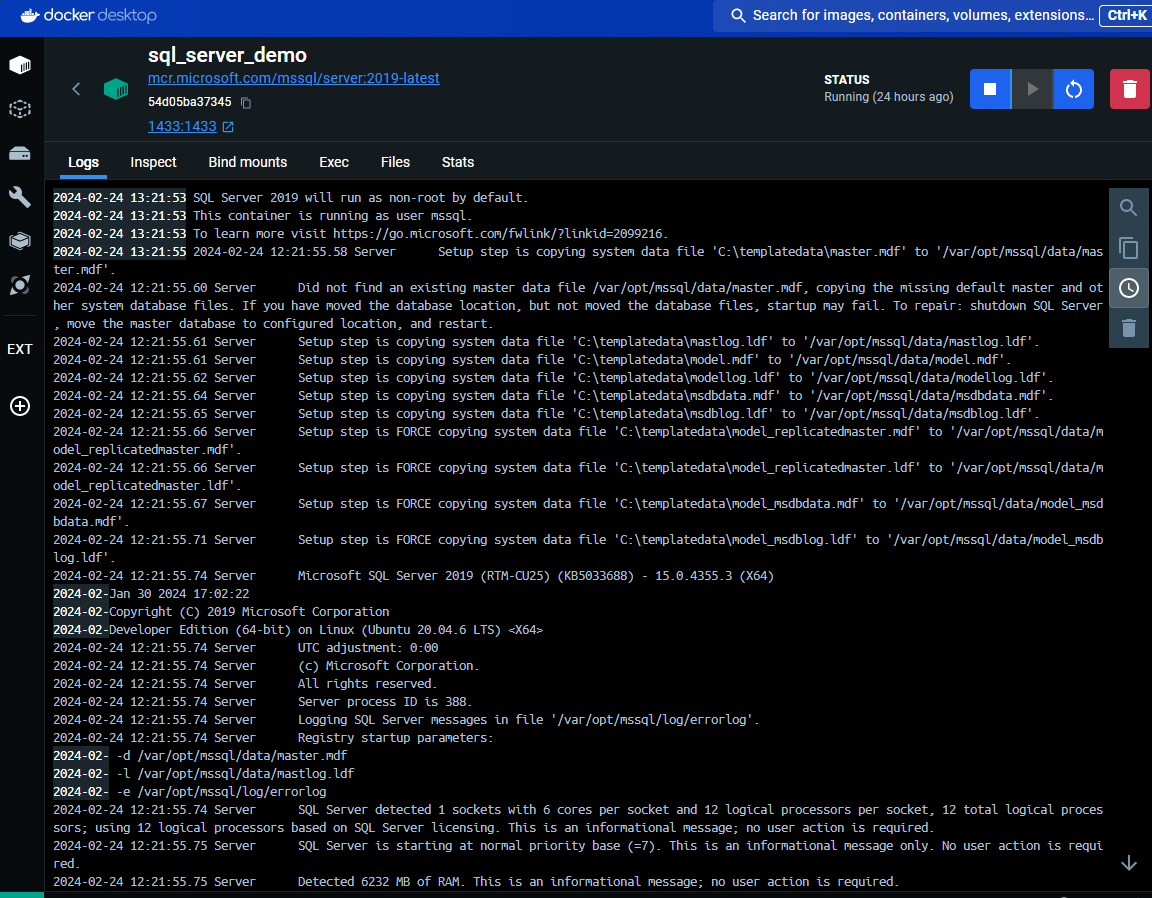 docker desktop
Search for images, containers, volumes, extensions...
Ctrl+K
sql_server_demo
mcr.microsoft.com/mssql/server:2019-latest
54d05ba37345
1433:1433
STATUS
Running (24 hours ago)
Logs
Inspect
Bind mounts
Exec
Files
Stats
EXT
2024-02-24 13:21:53 SQL Server 2019 will run as non-root by default.
2024-02-24 13:21:53 This container is running as user mssql.
2024-02-24 13:21:53 To learn more visit https://go.microsoft.com/fwlink/?linkid=2099216.
2024-02-24 13:21:55 2024-02-24 12:21:55.58 Server      Setup step is copying system data file 'C:\templatedata\master.mdf' to '/var/opt/mssql/data/mas
ter.mdf'.
2024-02-24 12:21:55.60 Server      Did not find an existing master data file /var/opt/mssql/data/master.mdf, copying the missing default master and ot
her system database files. If you have moved the database location, but not moved the database files, startup may fail. To repair: shutdown SQL Server
, move the master database to configured location, and restart.
2024-02-24 12:21:55.61 Server      Setup step is copying system data file 'C:\templatedata\mastlog.ldf' to '/var/opt/mssql/data/mastlog.ldf'.
2024-02-24 12:21:55.61 Server      Setup step is copying system data file 'C:\templatedata\model.mdf' to '/var/opt/mssql/data/model.mdf'.
2024-02-24 12:21:55.62 Server      Setup step is copying system data file 'C:\templatedata\modellog.ldf' to '/var/opt/mssql/data/modellog.ldf'.
2024-02-24 12:21:55.64 Server      Setup step is copying system data file 'C:\templatedata\msdbdata.mdf' to '/var/opt/mssql/data/msdbdata.mdf'.
2024-02-24 12:21:55.65 Server      Setup step is copying system data file 'C:\templatedata\msdblog.ldf' to '/var/opt/mssql/data/msdblog.ldf'.
2024-02-24 12:21:55.66 Server      Setup step is FORCE copying system data file 'C:\templatedata\model_replicatedmaster.mdf' to '/var/opt/mssql/data/m
odel_replicatedmaster.mdf'.
2024-02-24 12:21:55.66 Server      Setup step is FORCE copying system data file 'C:\templatedata\model_replicatedmaster.ldf' to '/var/opt/mssql/data/m
odel_replicatedmaster.ldf'.
2024-02-24 12:21:55.67 Server      Setup step is FORCE copying system data file 'C:\templatedata\model_msdbdata.mdf' to '/var/opt/mssql/data/model_msd
bdata.mdf'.
2024-02-24 12:21:55.71 Server      Setup step is FORCE copying system data file 'C:\templatedata\model_msdblog.ldf' to '/var/opt/mssql/data/model_msdb
log.ldf'.
2024-02-24 12:21:55.74 Server      Microsoft SQL Server 2019 (RTM-CU25) (KB5033688) - 15.0.4355.3 (X64)
2024-02-Jan 30 2024 17:02:22
2024-02-Copyright (C) 2019 Microsoft Corporation
2024-02-Developer Edition (64-bit) on Linux (Ubuntu 20.04.6 LTS) <X64>
2024-02-24 12:21:55.74 Server      UTC adjustment: 0:00
2024-02-24 12:21:55.74 Server      (c) Microsoft Corporation.
2024-02-24 12:21:55.74 Server      All rights reserved.
2024-02-24 12:21:55.74 Server      Server process ID is 388.
2024-02-24 12:21:55.74 Server      Logging SQL Server messages in file '/var/opt/mssql/log/errorlog'.
2024-02-24 12:21:55.74 Server      Registry startup parameters:
2024-02- -d /var/opt/mssql/data/master.mdf
2024-02- -l /var/opt/mssql/data/mastlog.ldf
2024-02- -e /var/opt/mssql/log/errorlog
2024-02-24 12:21:55.74 Server      SQL Server detected 1 sockets with 6 cores per socket and 12 logical processors per socket, 12 total logical proces
sors; using 12 logical processors based on SQL Server licensing. This is an informational message; no user action is required.
2024-02-24 12:21:55.75 Server      SQL Server is starting at normal priority base (=7). This is an informational message only. No user action is requi
red.
2024-02-24 12:21:55.75 Server      Detected 6232 MB of RAM. This is an informational message; no user action is required.